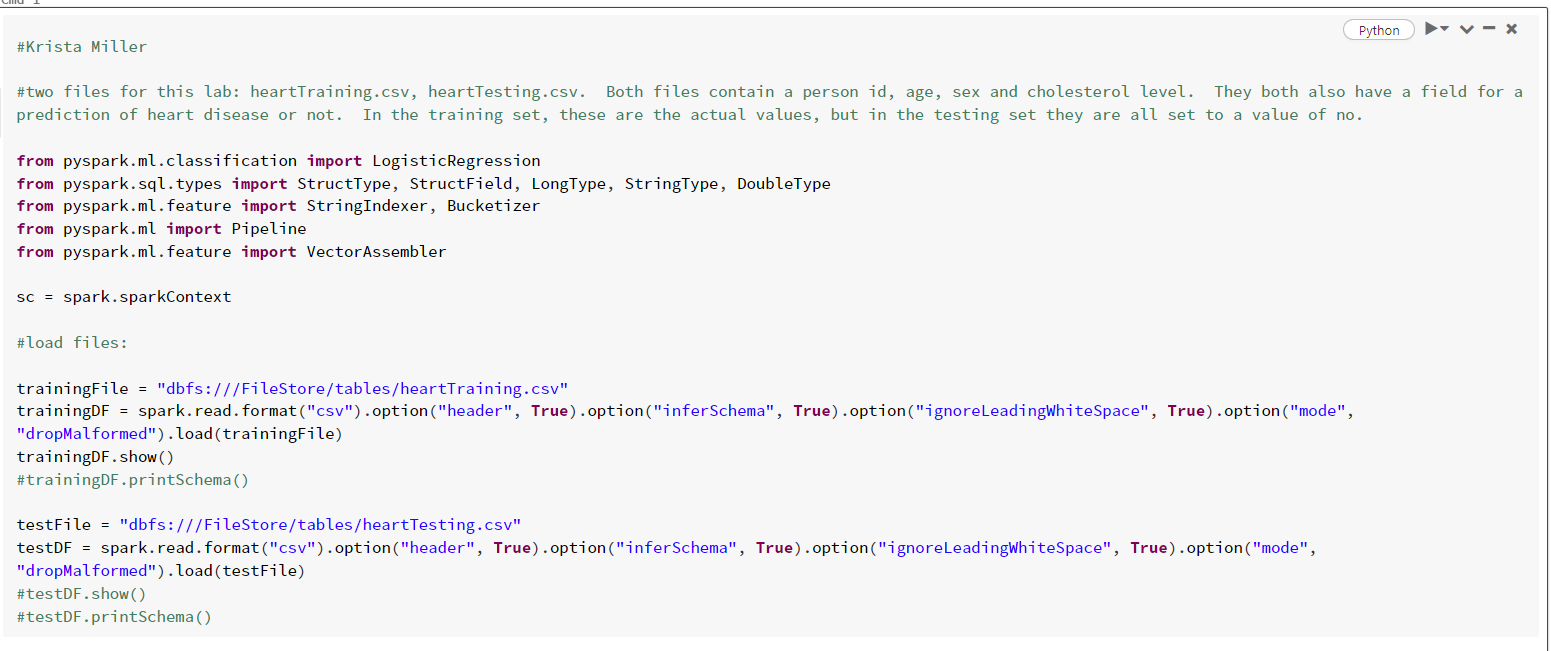 Cmd 1
Python
#Krista Miller
#two files for this lab: heartTraining.csv, heartTesting.csv.  Both files contain a person id, age, sex and cholesterol level.  They both also have a field for a
prediction of heart disease or not.  In the training set, these are the actual values, but in the testing set they are all set to a value of no.
from pyspark.ml.classification import LogisticRegression
from pyspark.sql.types import StructType, StructField, LongType, StringType, DoubleType
from pyspark.ml.feature import StringIndexer, Bucketizer
from pyspark.ml import Pipeline
from pyspark.ml.feature import VectorAssembler
sc = spark.sparkContext
#load files:
trainingFile = "dbfs:///FileStore/tables/heartTraining.csv"
trainingDF = spark.read.format("csv").option("header", True).option("inferSchema", True).option("ignoreLeadingWhiteSpace", True).option("mode",
"dropMalformed").load(trainingFile)
trainingDF.show()
#trainingDF.printSchema()
testFile = "dbfs:///FileStore/tables/heartTesting.csv"
testDF = spark.read.format("csv").option("header", True).option("inferSchema", True).option("ignoreLeadingWhiteSpace", True).option("mode",
"dropMalformed").load(testFile)
#testDF.show()
#testDF.printSchema()